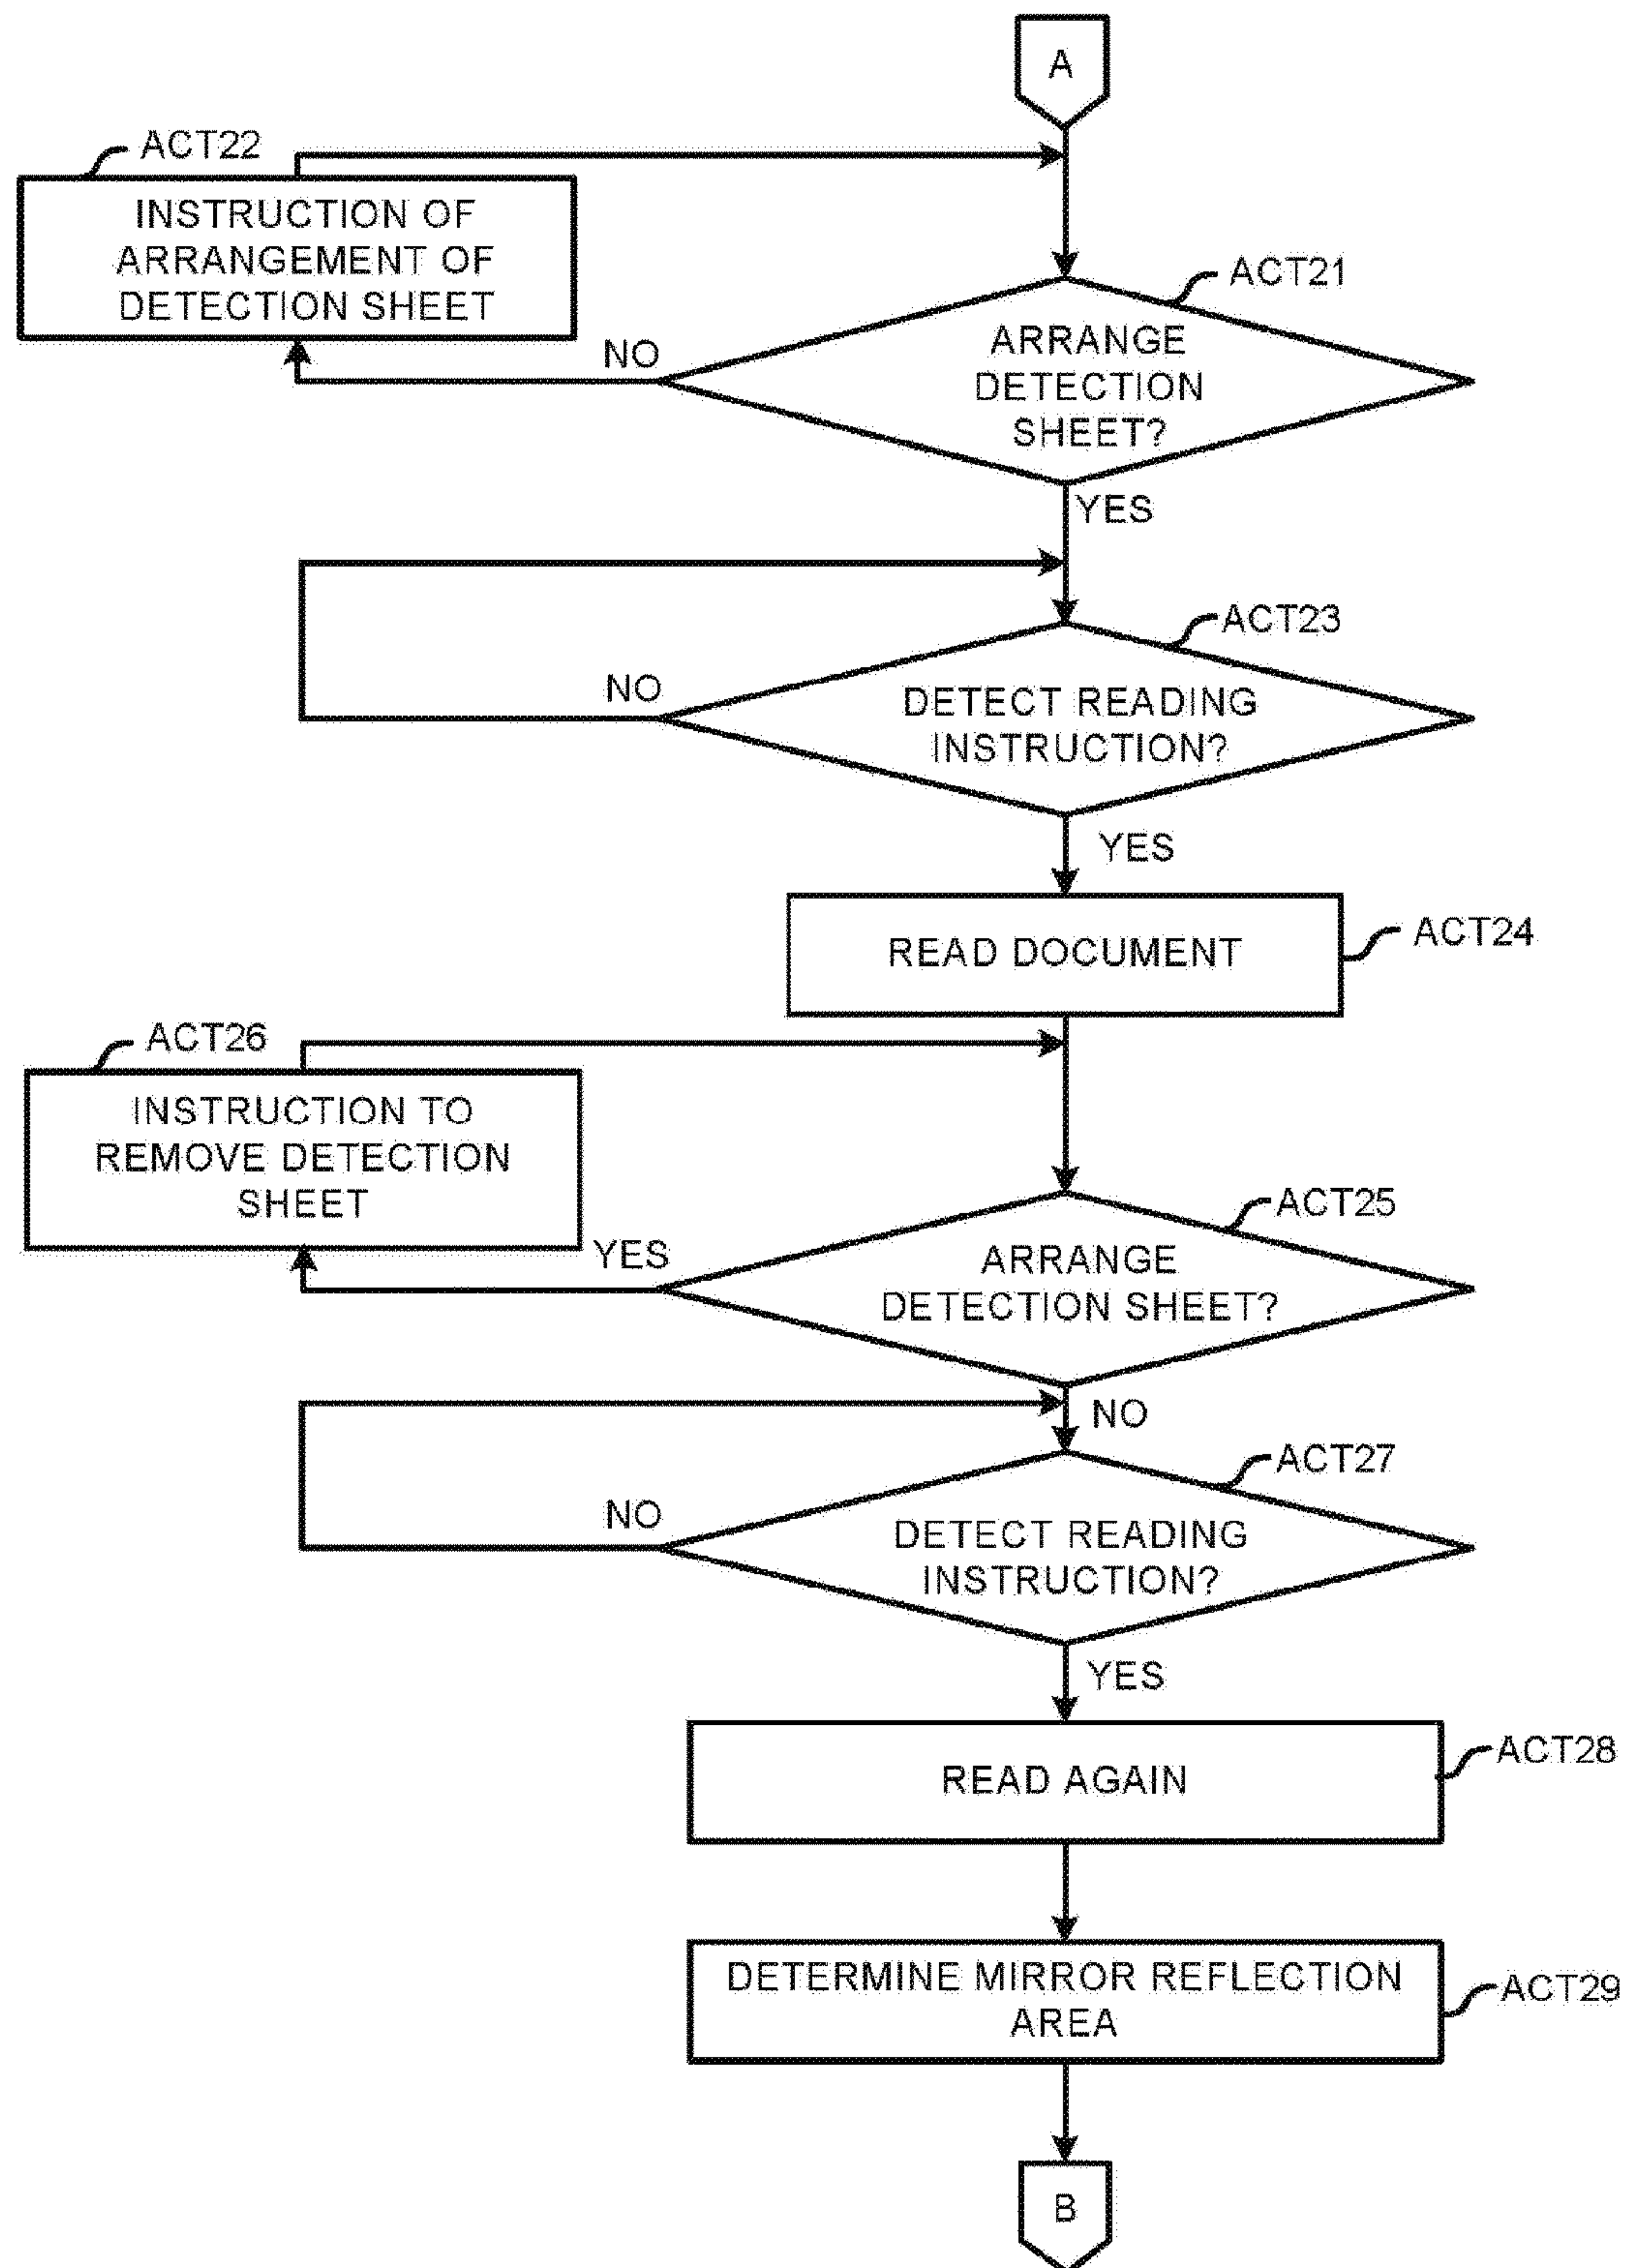 A
ACT22
INSTRUCTION OF
ARRANGEMENT OF
DETECTION SHEET
ACT21
ARRANGE
DETECTION
SHEET?
NO
YES
ACT23
DETECT READING
INSTRUCTION?
NO
YES
READ DOCUMENT
ACT24
ACT26
INSTRUCTION TO
REMOVE DETECTION
SHEET
ACT25
ARRANGE
DETECTION SHEET?
YES
NO
ACT27
DETECT READING
INSTRUCTION?
NO
YES
READ AGAIN
ACT28
DETERMINE MIRROR REFLECTION
AREA
ACT29
B